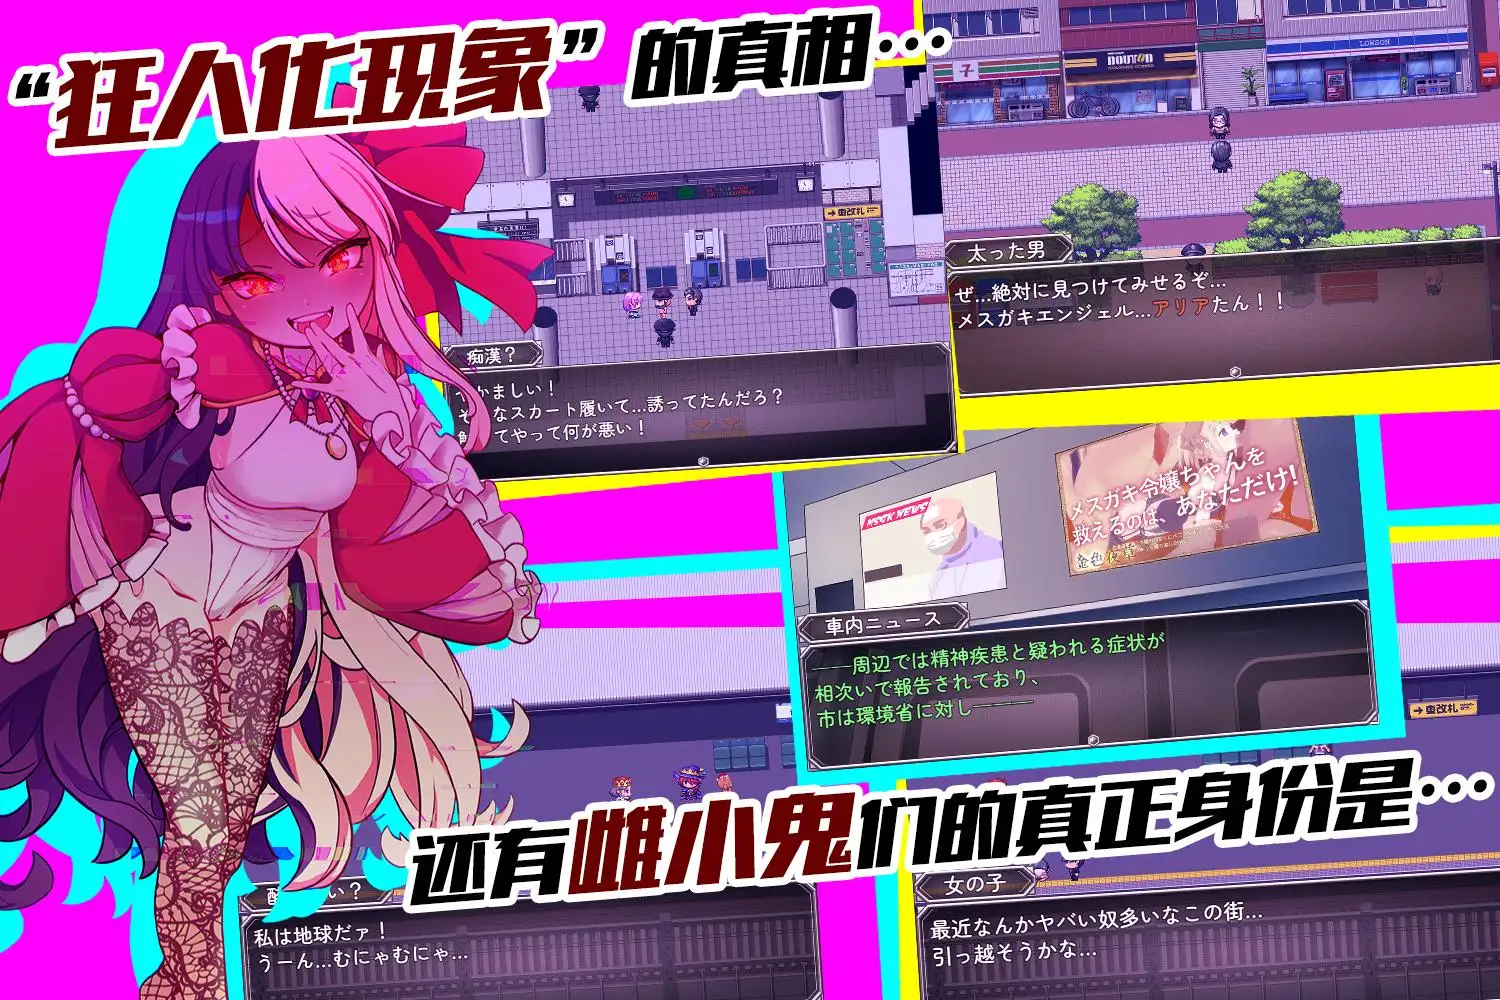 “狂人化现象”的真相…
子
DOUTOR
LOWSON
→東改札
太った男
ぜ…絶対に見つけてみせるぞ…
メスガキエンジェル…アリアたん！！
痴漢？
かましい！
なスカート履いて…誘ってたんだろ？
てやって何が悪い！
MSGK NEWS!
メスガキ令嬢ちゃんを
救えるのは、あなただけ!
車内ニュース
――周辺では精神疾患と疑われる症状が
相次いで報告されており、
市は環境省に対し―――
→東改札
还有雌小鬼们的真正身份是…
い？
私は地球だァ！
うーん…むにゃむにゃ…
女の子
最近なんかヤバい奴多いなこの街…
引っ越そうかな…